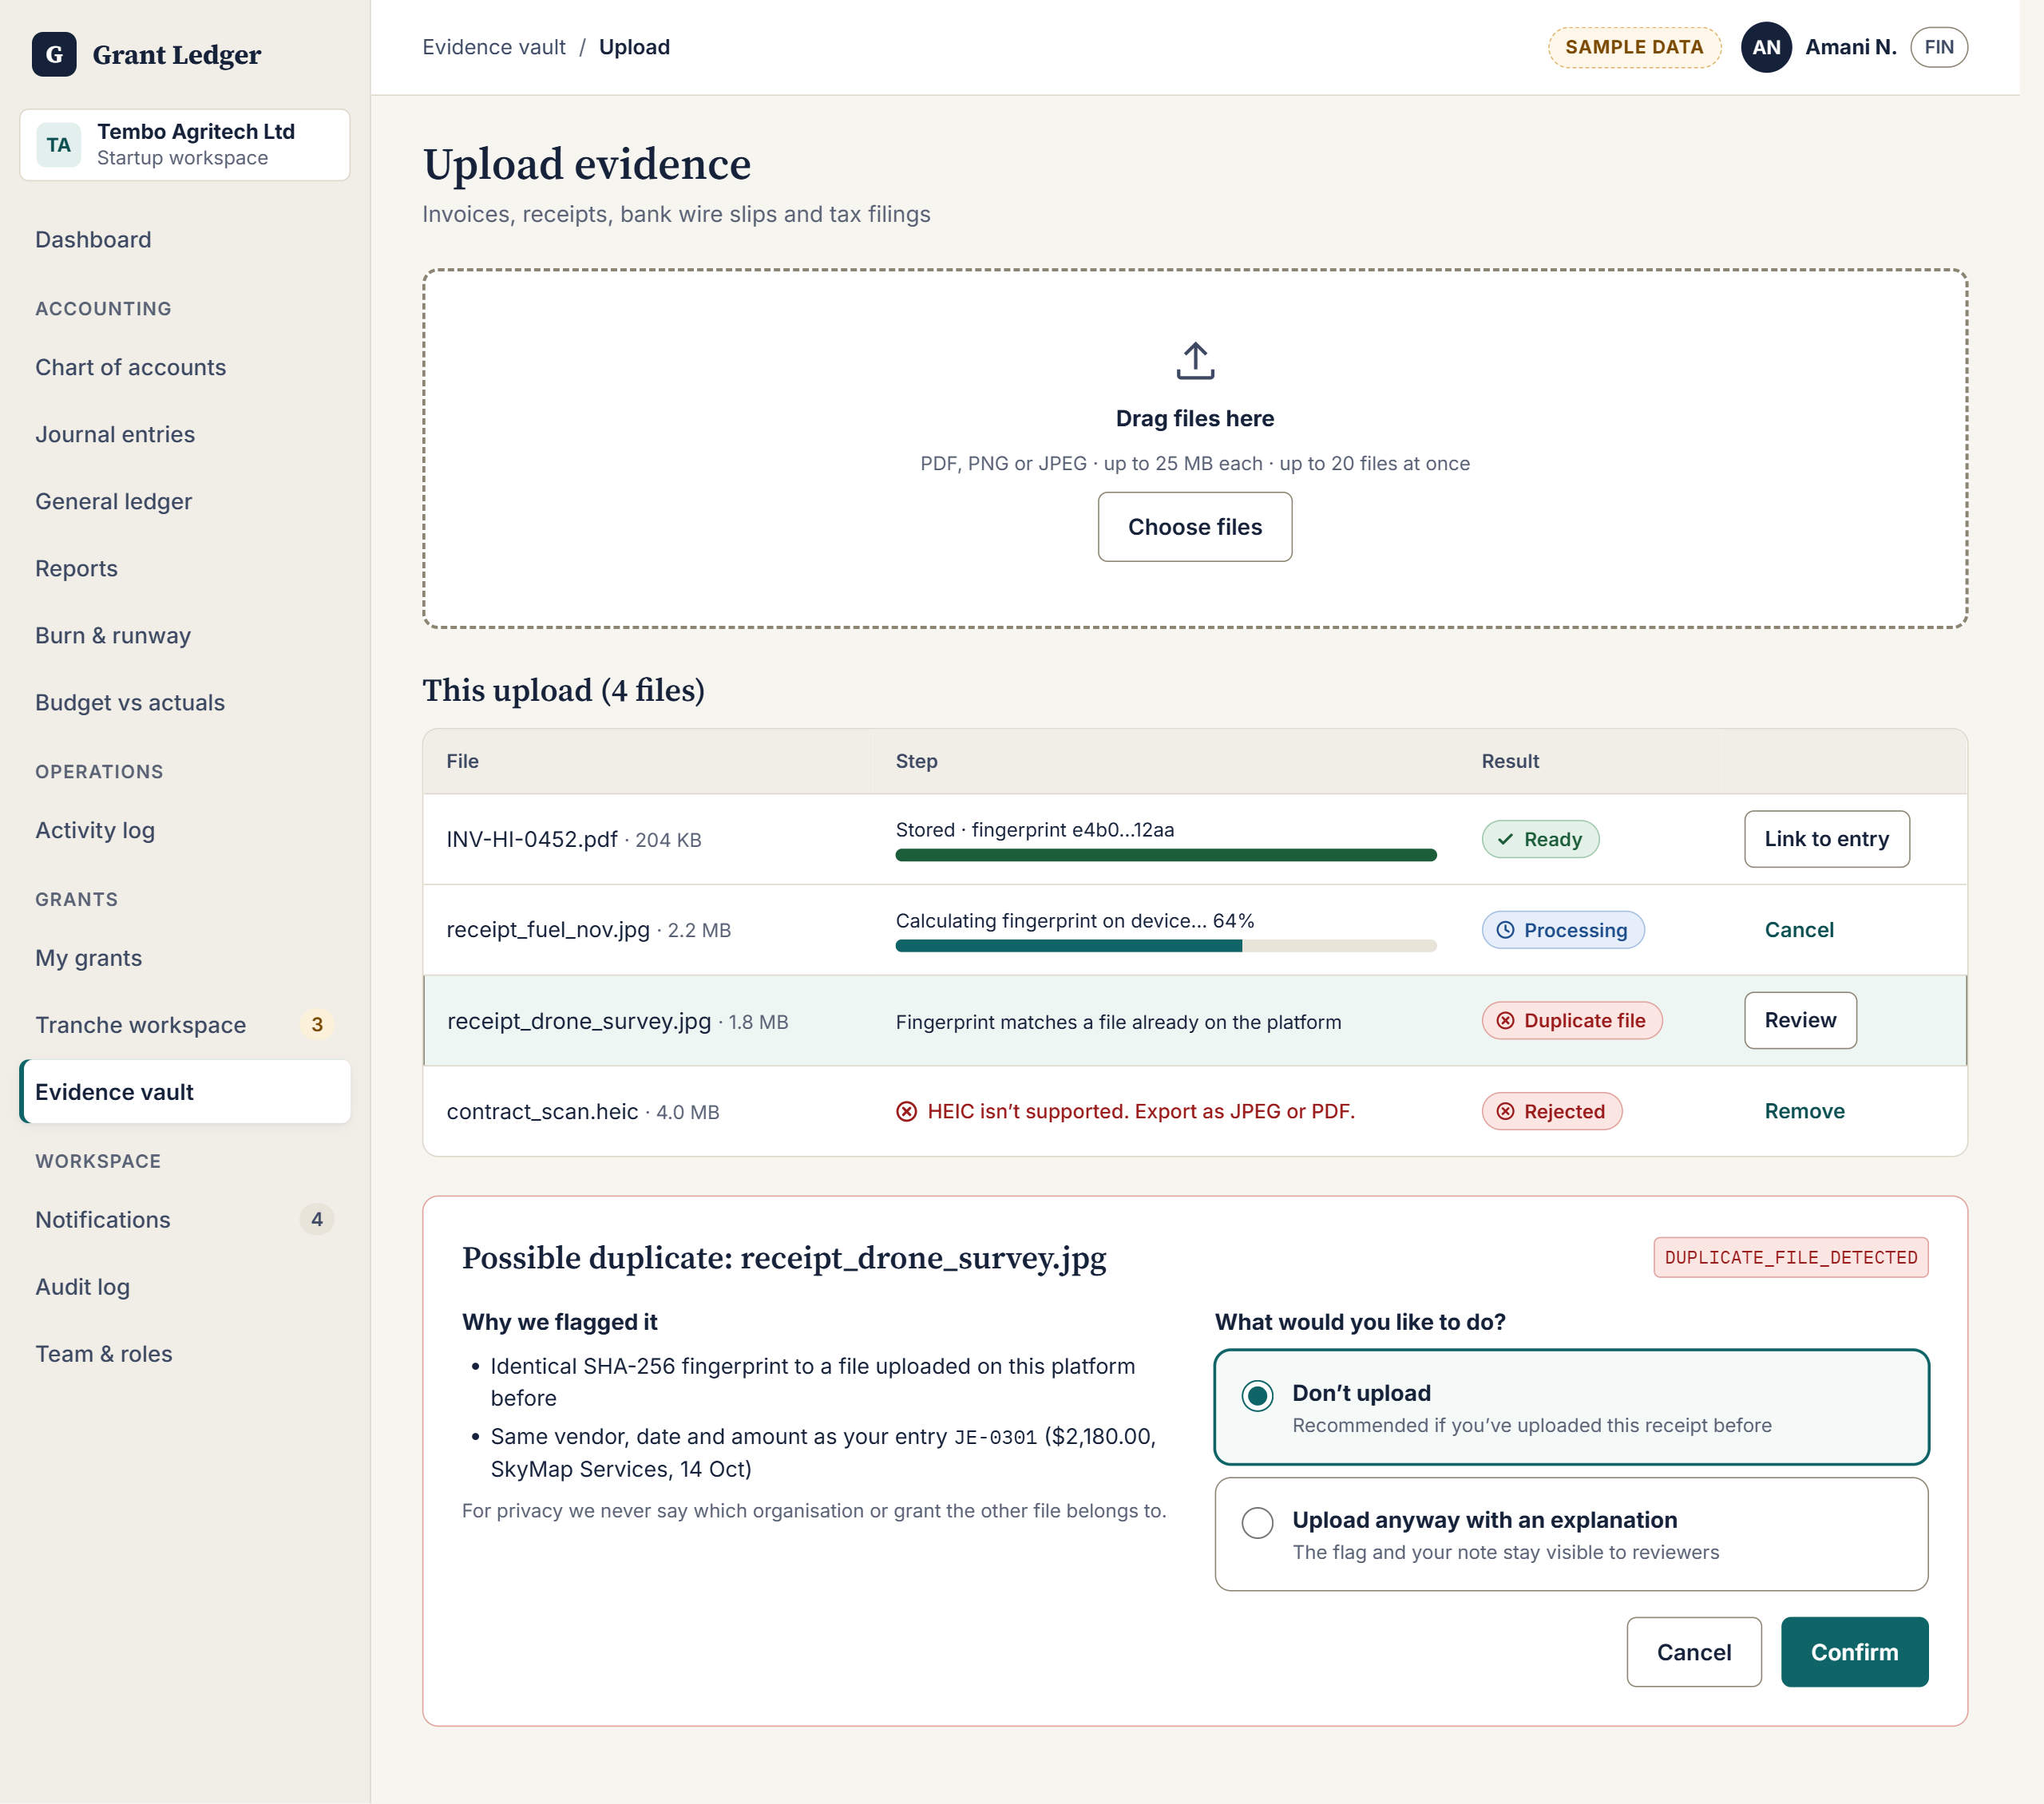 G Grant Ledger
TA Tembo Agritech Ltd
Startup workspace
Dashboard
ACCOUNTING
Chart of accounts
Journal entries
General ledger
Reports
Burn & runway
Budget vs actuals
OPERATIONS
Activity log
GRANTS
My grants
Tranche workspace 3
Evidence vault
WORKSPACE
Notifications 4
Audit log
Team & roles
Evidence vault / Upload
SAMPLE DATA AN Amani N. FIN
Upload evidence
Invoices, receipts, bank wire slips and tax filings
Drag files here
PDF, PNG or JPEG · up to 25 MB each · up to 20 files at once
Choose files
This upload (4 files)
File Step Result
INV-HI-0452.pdf · 204 KB Stored · fingerprint e4b0…12aa Ready Link to entry
receipt_fuel_nov.jpg · 2.2 MB Calculating fingerprint on device… 64% Processing Cancel
receipt_drone_survey.jpg · 1.8 MB Fingerprint matches a file already on the platform Duplicate file Review
contract_scan.heic · 4.0 MB HEIC isn’t supported. Export as JPEG or PDF. Rejected Remove
Possible duplicate: receipt_drone_survey.jpg DUPLICATE_FILE_DETECTED
Why we flagged it
• Identical SHA-256 fingerprint to a file uploaded on this platform
before
• Same vendor, date and amount as your entry JE-0301 ($2,180.00,
SkyMap Services, 14 Oct)
For privacy we never say which organisation or grant the other file belongs to.
What would you like to do?
Don’t upload
Recommended if you’ve uploaded this receipt before
Upload anyway with an explanation
The flag and your note stay visible to reviewers
Cancel Confirm